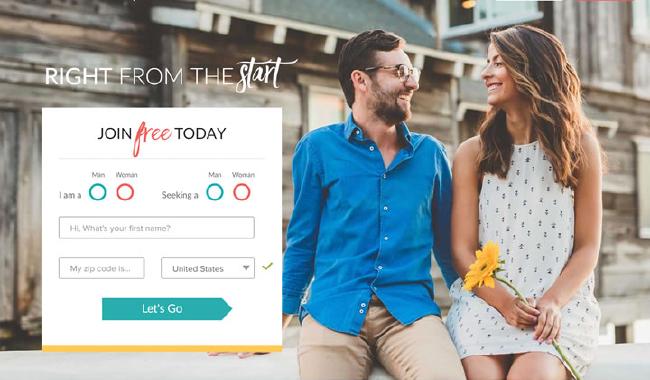 RIGHT FROM THE start
JOIN free TODAY
Man Woman Man Woman
I am a Seeking a
Hi, What's your first name?
My zip code is... United States
Let's Go